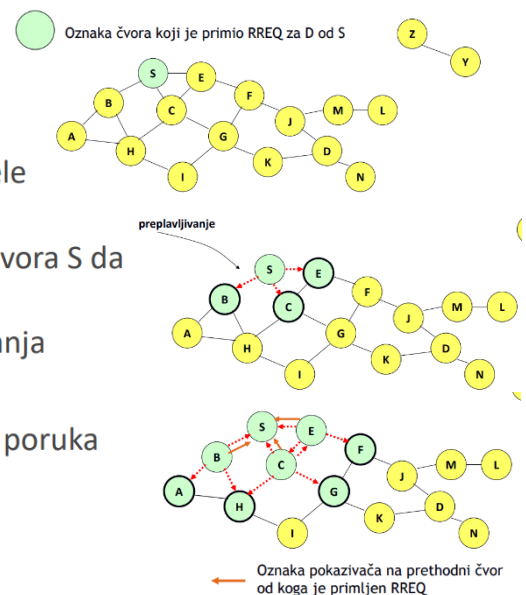 Oznaka čvora koji je primio RREQ za D od S
Z
Y
S
E
B
C
F
A
H
G
J
M
L
I
K
D
N
ele
preplavljivanje
vora S da
S
E
B
C
F
A
H
G
J
M
L
I
K
D
N
anja
poruka
S
E
B
C
F
A
H
G
J
M
L
I
K
D
N
Oznaka pokazivača na prethodni čvor
od koga je primljen RREQ